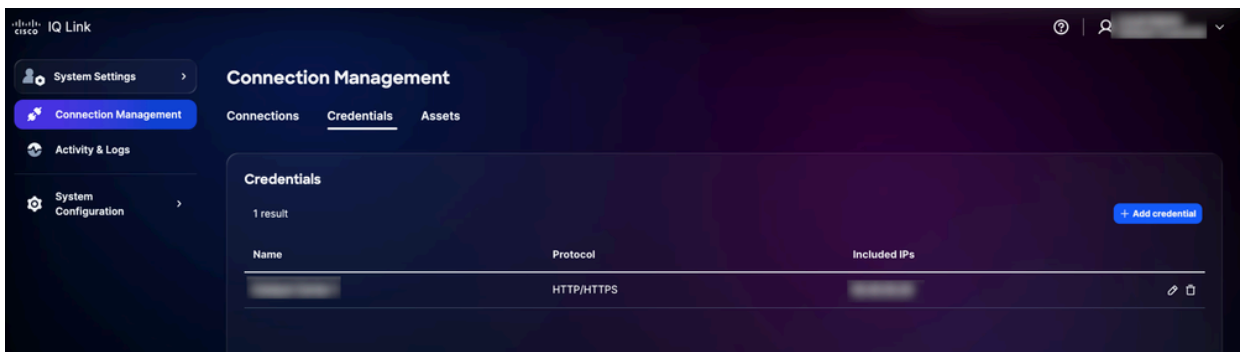 cisco IQ Link
System Settings
Connection Management
Activity & Logs
System
Configuration
Connection Management
Connections Credentials Assets
Credentials
1 result
+ Add credential
Name Protocol Included IPs
HTTP/HTTPS